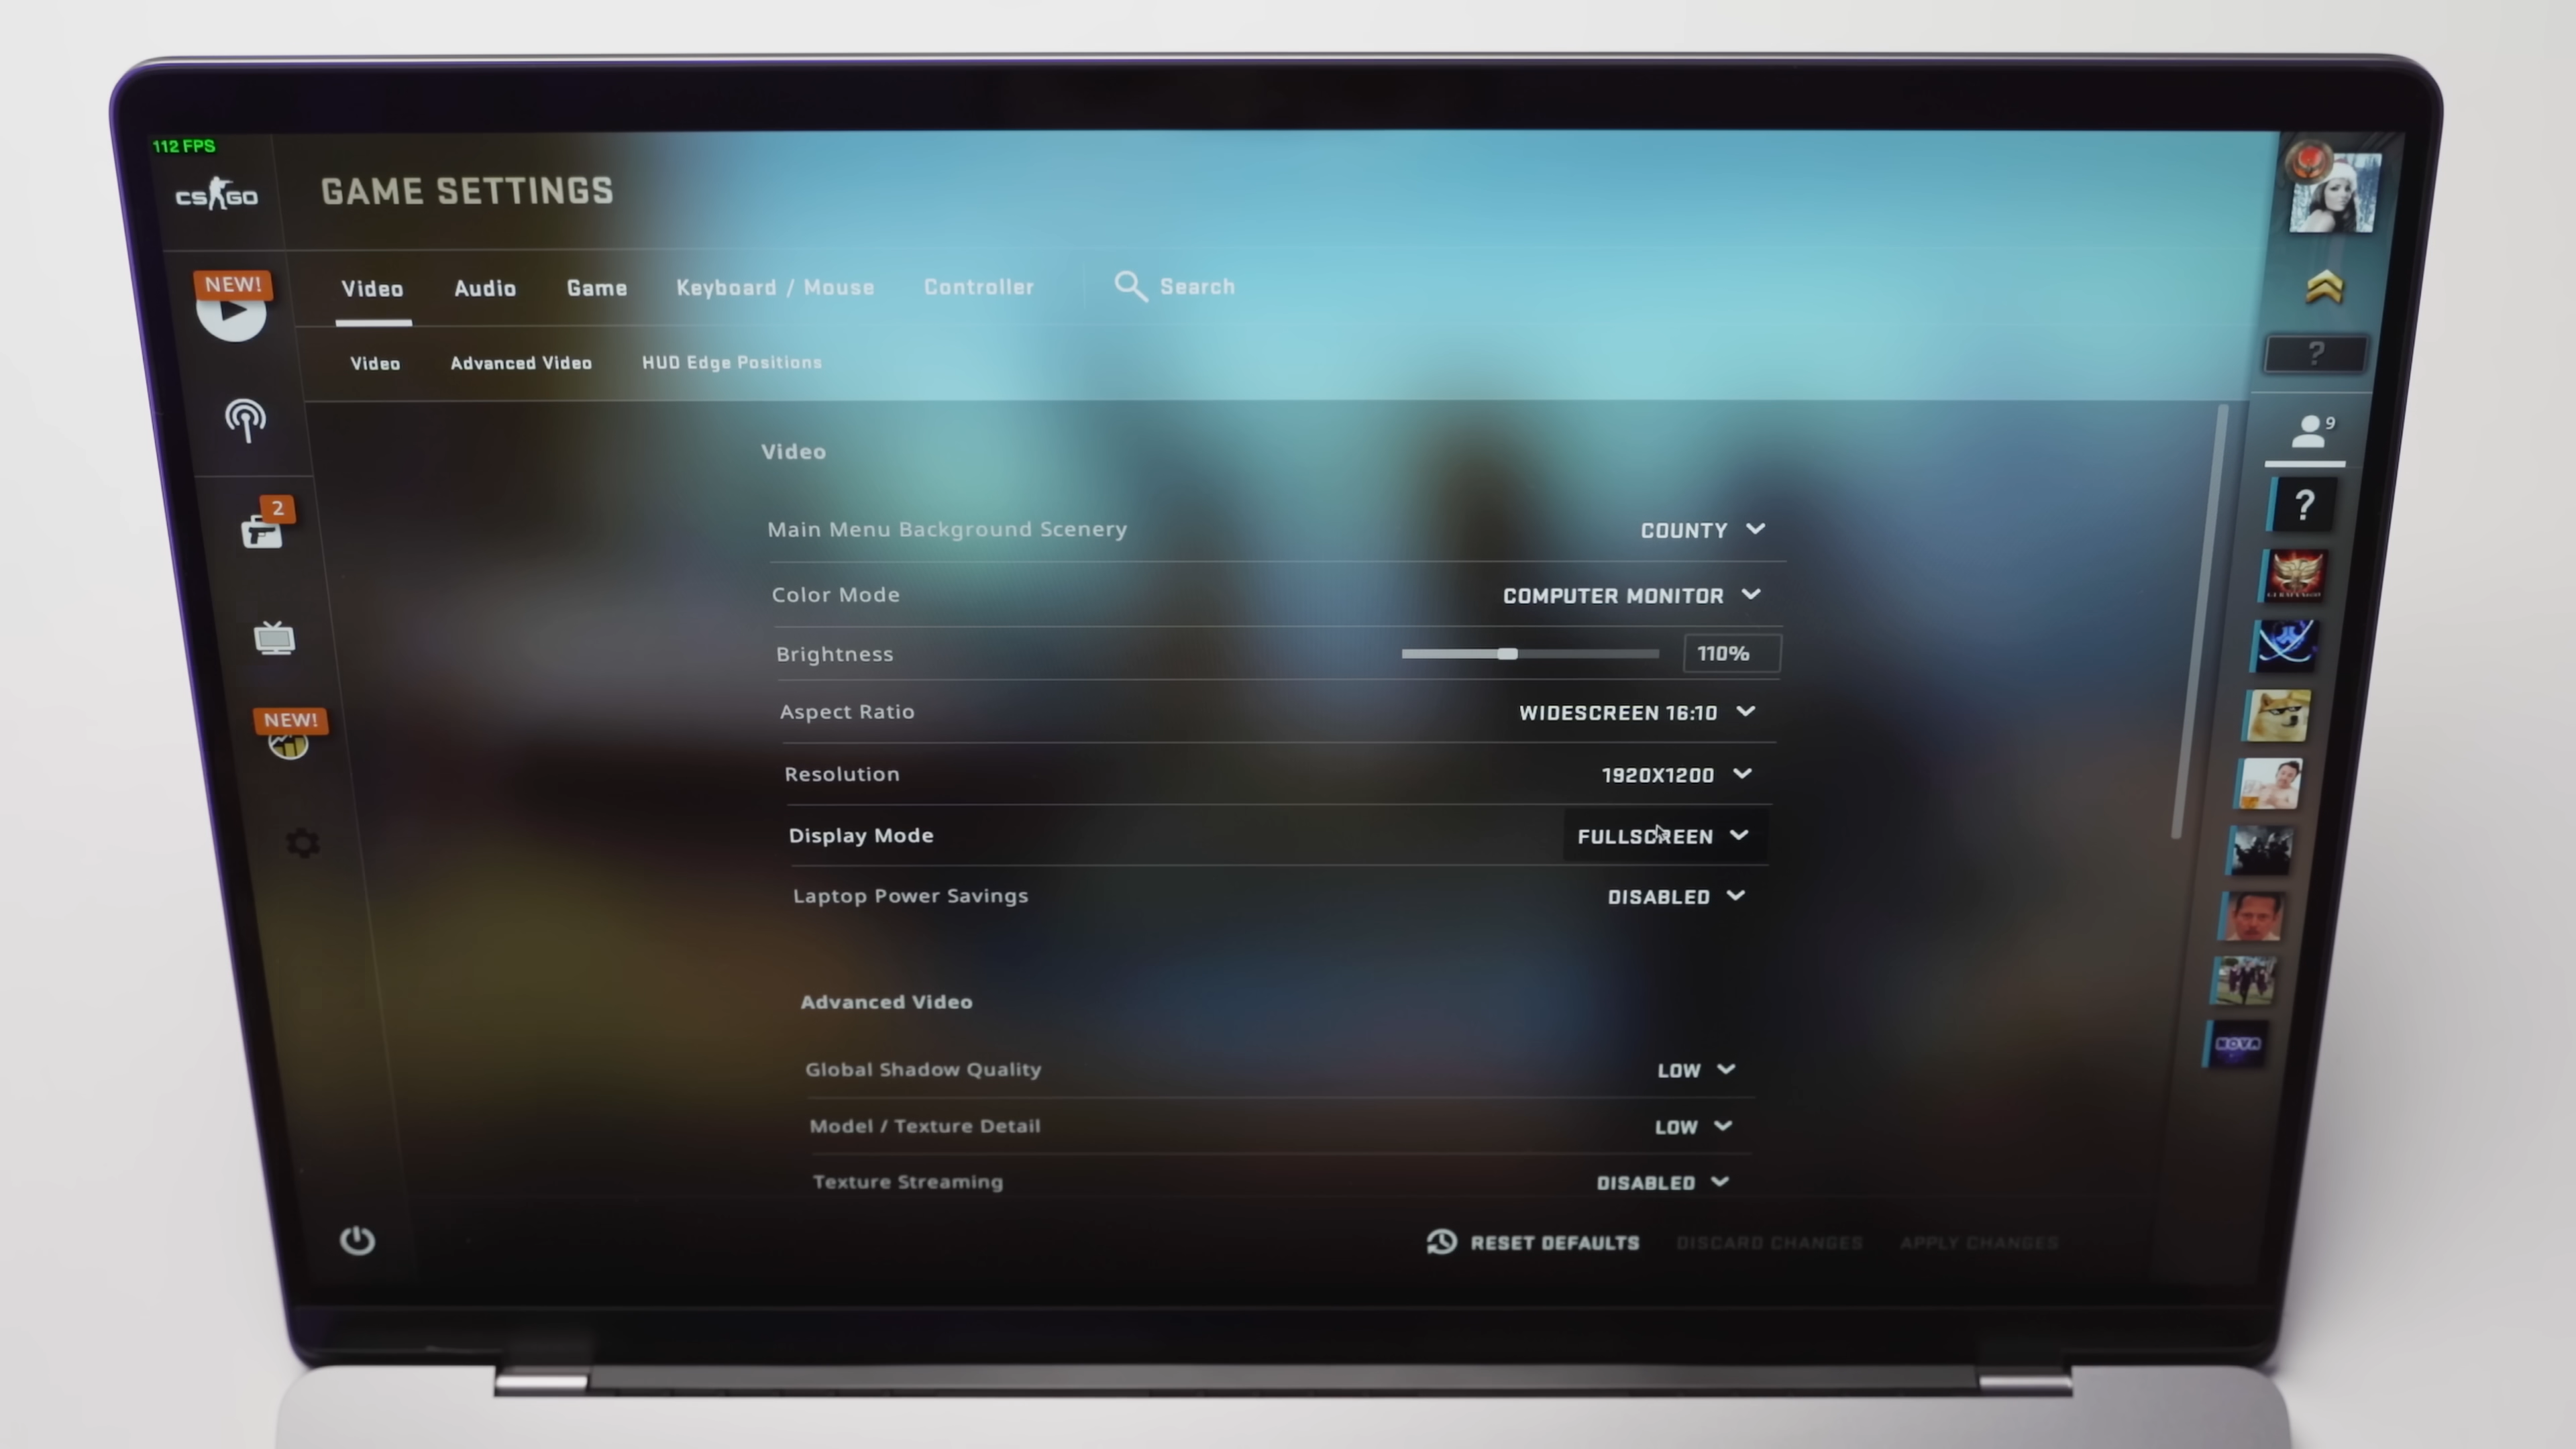 112 FPS
CS GO
GAME SETTINGS
NEW!
Video Audio Game Keyboard / Mouse Controller Search
Video Advanced Video HUD Edge Positions
?
9
Video
2
?
Main Menu Background Scenery COUNTY
Color Mode COMPUTER MONITOR
Brightness 110%
Aspect Ratio WIDESCREEN 16:10
NEW!
Resolution 1920X1200
Display Mode FULLSCREEN
Laptop Power Savings DISABLED
Advanced Video
NOVA
Global Shadow Quality LOW
Model / Texture Detail LOW
Texture Streaming DISABLED
RESET DEFAULTS DISCARD CHANGES APPLY CHANGES